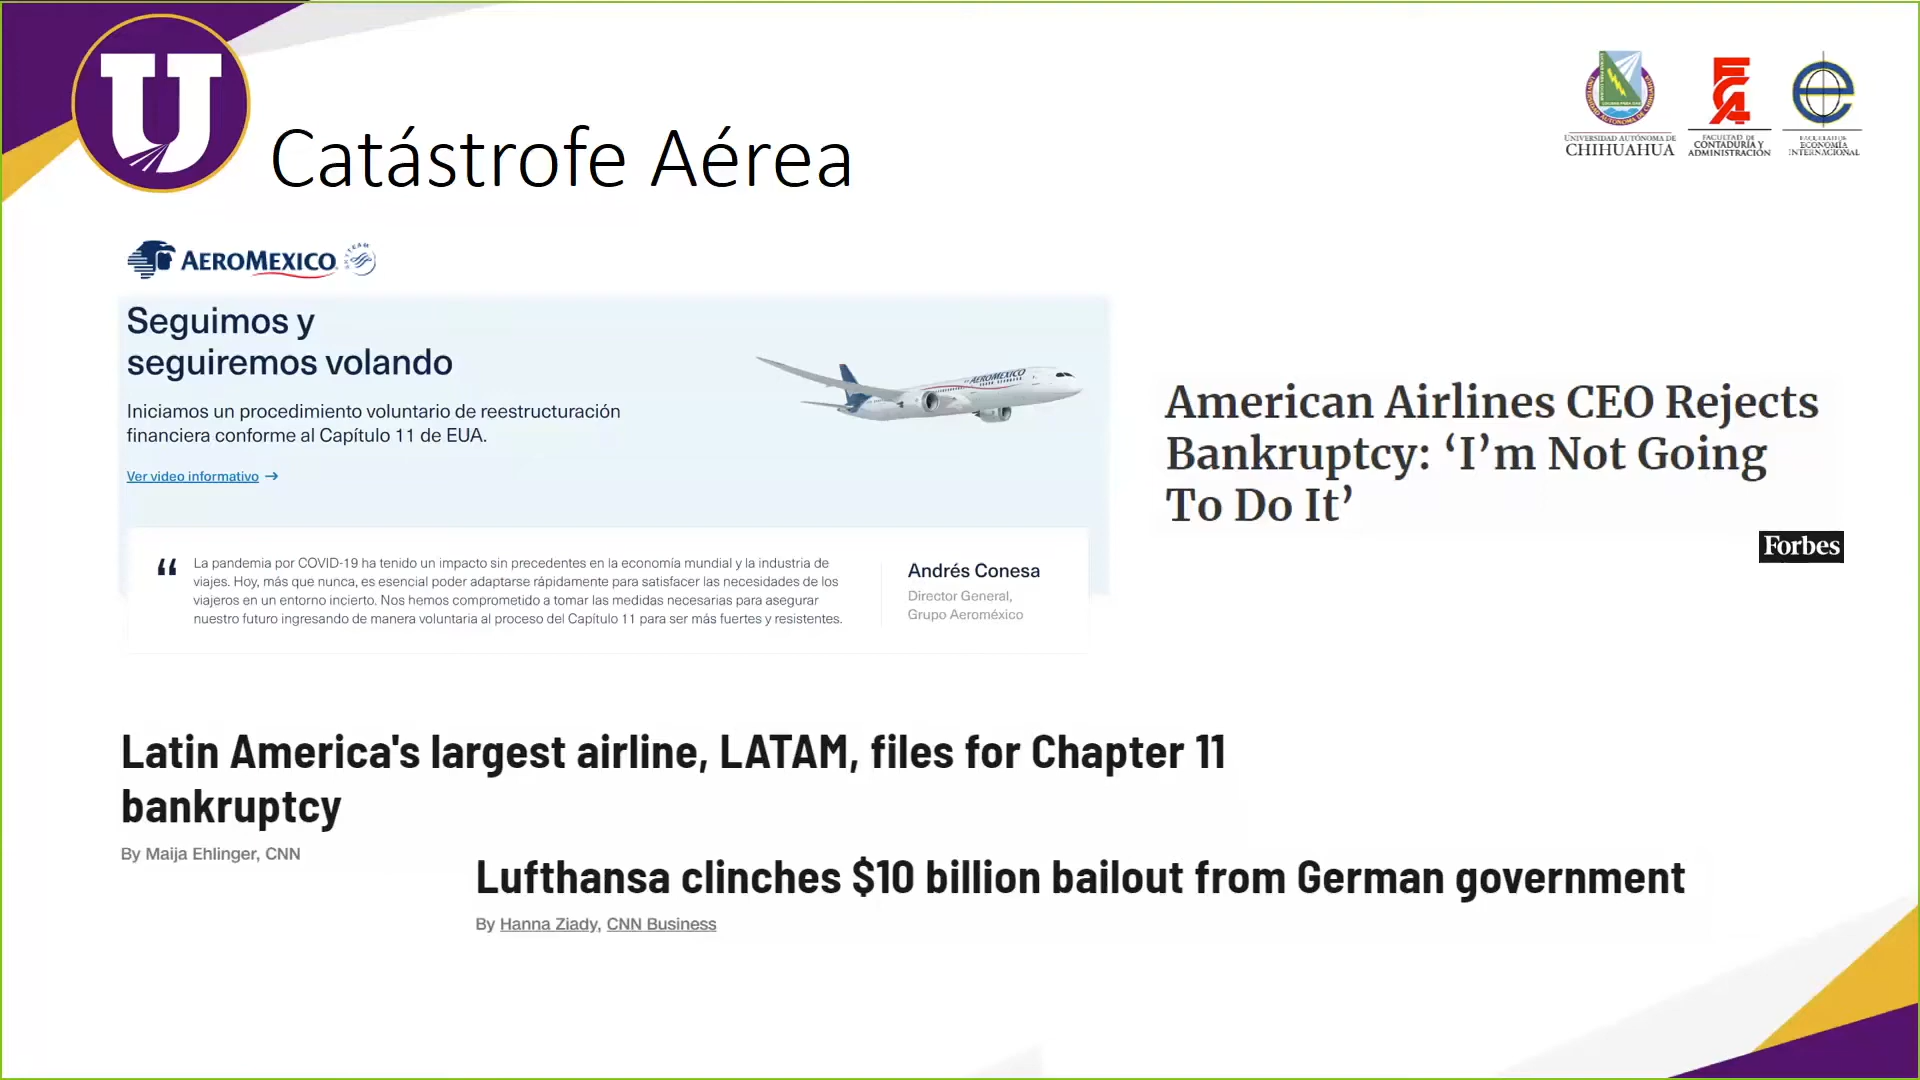 U
Catástrofe Aérea
UNIVERSIDAD AUTÓNOMA DE
CHIHUAHUA
FACULTAD DE
CONTADURÍA Y
ADMINISTRACIÓN
FACULTAD DE
ECONOMÍA
INTERNACIONAL
AEROMEXICO
SKYTEAM
Seguimos y
seguiremos volando
Iniciamos un procedimiento voluntario de reestructuración
financiera conforme al Capítulo 11 de EUA.
Ver video informativo →
AEROMEXICO
“ La pandemia por COVID-19 ha tenido un impacto sin precedentes en la economía mundial y la industria de
viajes. Hoy, más que nunca, es esencial poder adaptarse rápidamente para satisfacer las necesidades de los
viajeros en un entorno incierto. Nos hemos comprometido a tomar las medidas necesarias para asegurar
nuestro futuro ingresando de manera voluntaria al proceso del Capítulo 11 para ser más fuertes y resistentes.
Andrés Conesa
Director General,
Grupo Aeroméxico
American Airlines CEO Rejects
Bankruptcy: ‘I’m Not Going
To Do It’
Forbes
Latin America's largest airline, LATAM, files for Chapter 11
bankruptcy
By Maija Ehlinger, CNN
Lufthansa clinches $10 billion bailout from German government
By Hanna Ziady, CNN Business